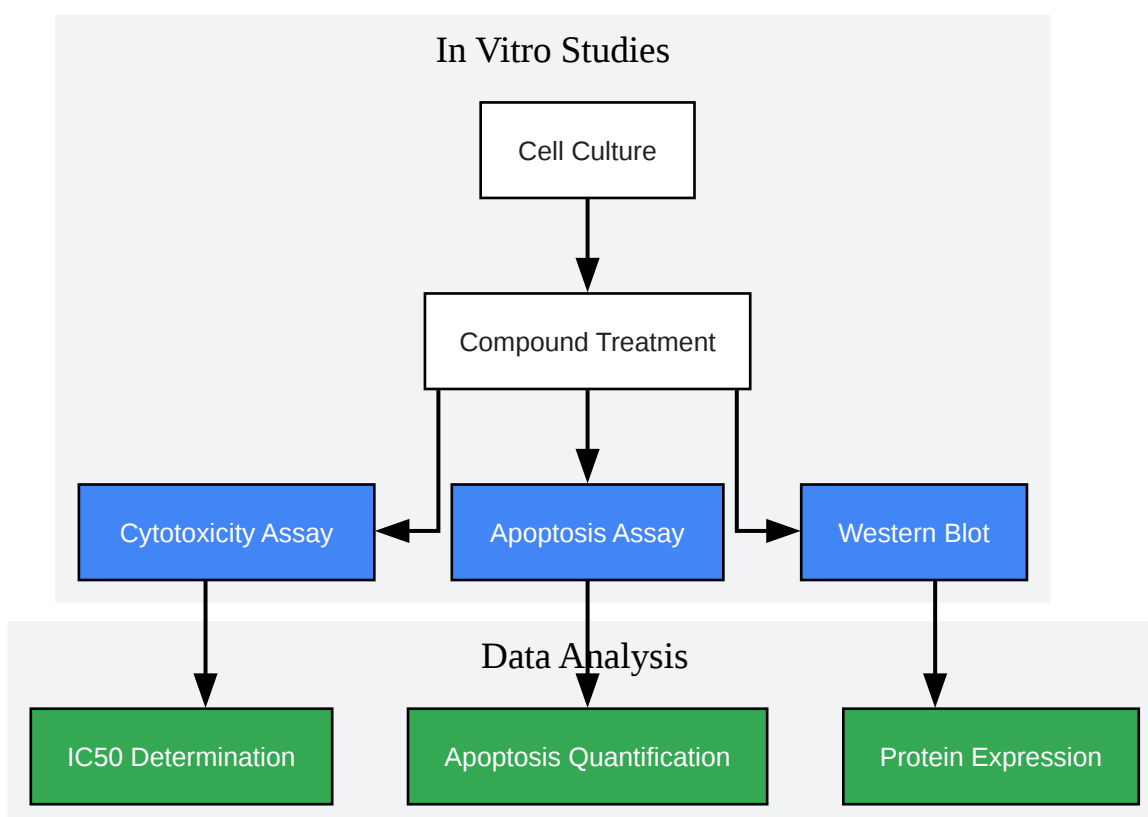 In Vitro Studies
Cell Culture
Compound Treatment
Cytotoxicity Assay
Apoptosis Assay
Western Blot
Data Analysis
IC50 Determination
Apoptosis Quantification
Protein Expression